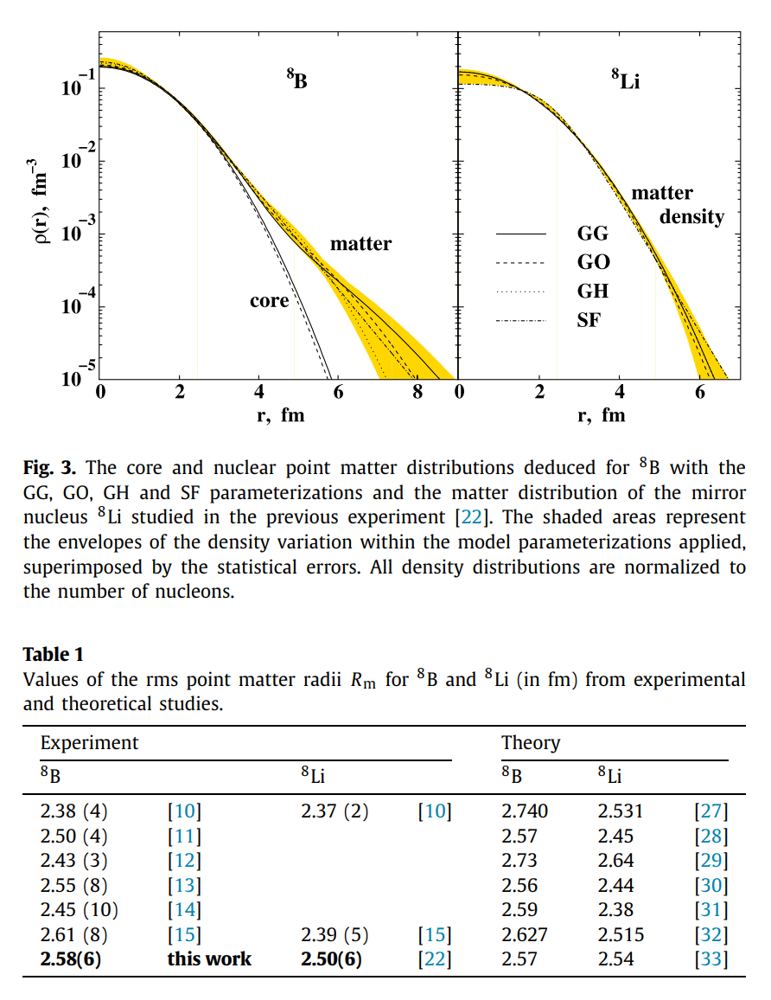 ⁸B
⁸Li
10⁻¹
10⁻²
10⁻³
10⁻⁴
10⁻⁵
ρ(r), fm⁻³
matter
core
matter
density
GG
GO
GH
SF
0 2 4 6 8 0 2 4 6
r, fm
r, fm
Fig. 3. The core and nuclear point matter distributions deduced for ⁸B with the
GG, GO, GH and SF parameterizations and the matter distribution of the mirror
nucleus ⁸Li studied in the previous experiment [22]. The shaded areas represent
the envelopes of the density variation within the model parameterizations applied,
superimposed by the statistical errors. All density distributions are normalized to
the number of nucleons.
Table 1
Values of the rms point matter radii Rₘ for ⁸B and ⁸Li (in fm) from experimental
and theoretical studies.
Experiment Theory
⁸B ⁸Li ⁸B ⁸Li
2.38 (4) [10] 2.37 (2) [10] 2.740 2.531 [27]
2.50 (4) [11] 2.57 2.45 [28]
2.43 (3) [12] 2.73 2.64 [29]
2.55 (8) [13] 2.56 2.44 [30]
2.45 (10) [14] 2.59 2.38 [31]
2.61 (8) [15] 2.39 (5) [15] 2.627 2.515 [32]
2.58(6) this work 2.50(6) [22] 2.57 2.54 [33]